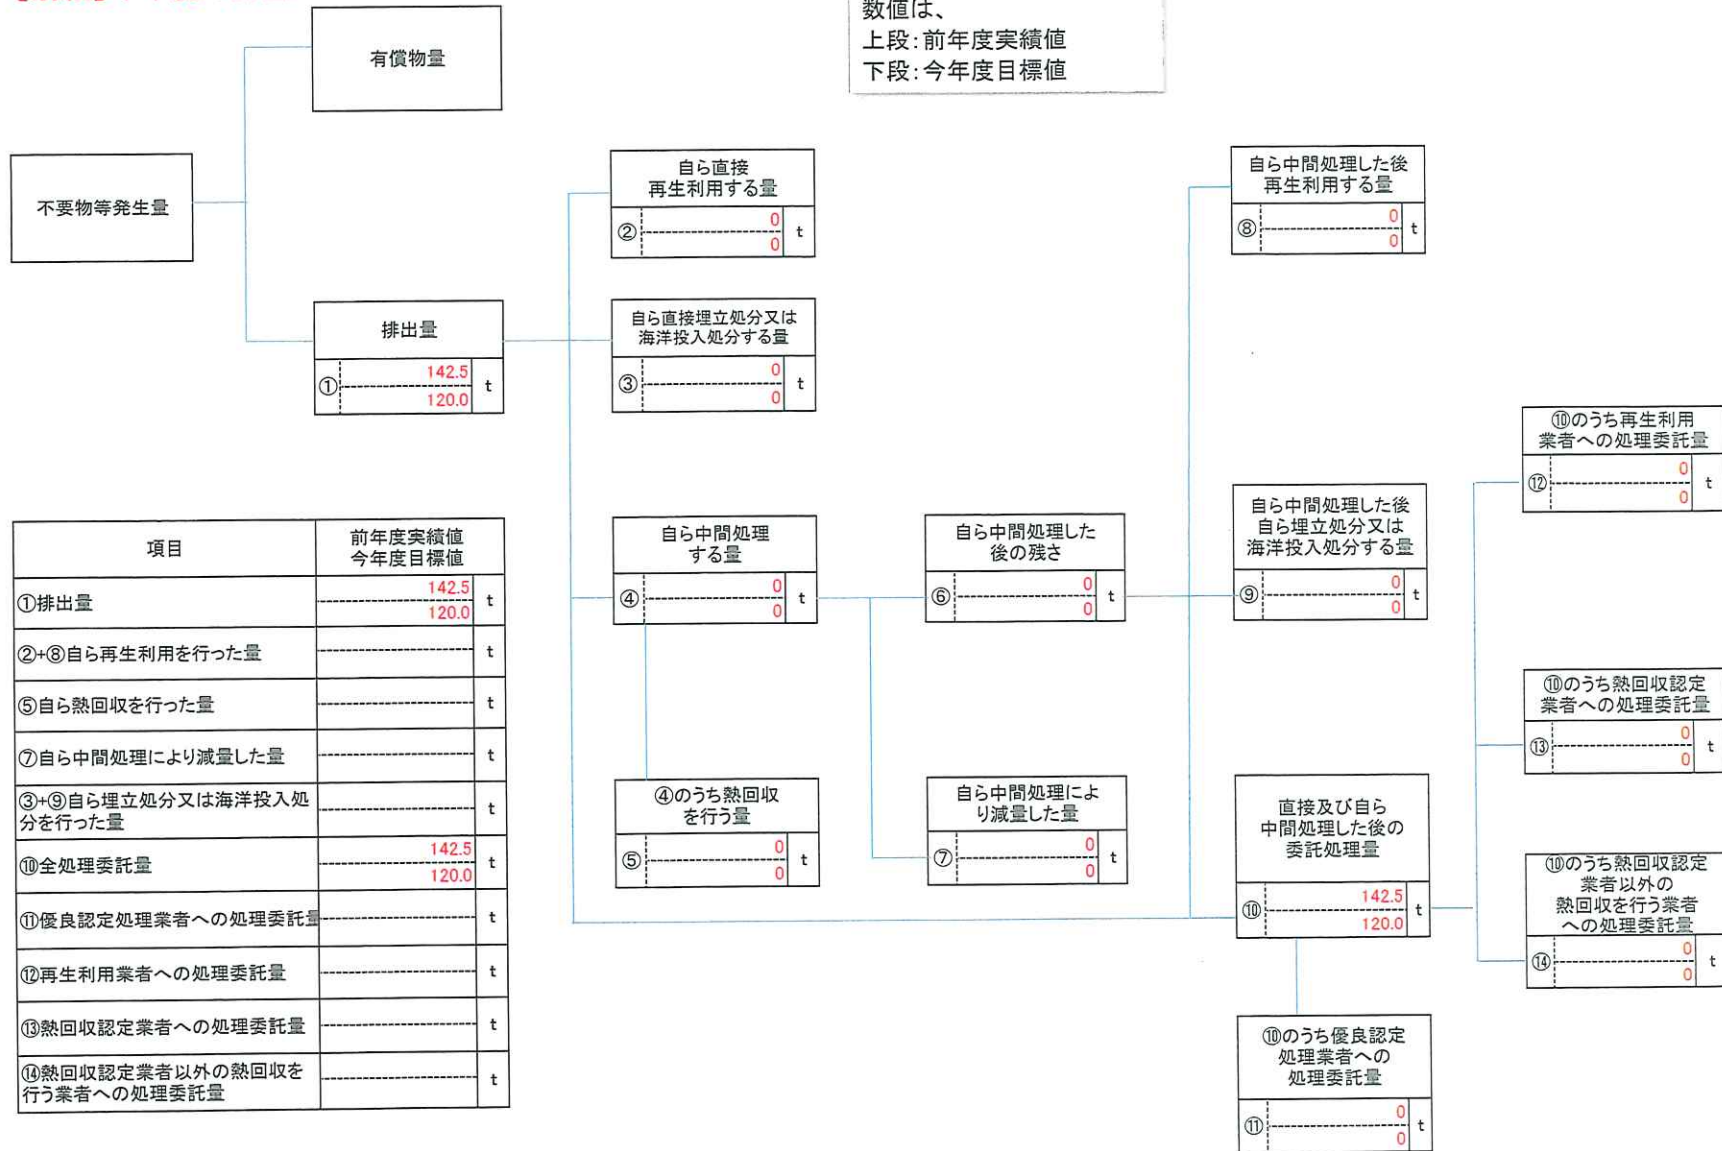 数値は、
上段：前年度実績値
下段：今年度目標値
有償物量
不要物等発生量
排出量
①
142.5
120.0
t
自ら直接
再生利用する量
②
0
0
t
自ら直接埋立処分又は
海洋投入処分する量
③
0
0
t
自ら中間処理
する量
④
0
0
t
④のうち熱回収
を行う量
⑤
0
0
t
自ら中間処理した
後の残さ
⑥
0
0
t
自ら中間処理によ
り減量した量
⑦
0
0
t
自ら中間処理した後
再生利用する量
⑧
0
0
t
自ら中間処理した後
自ら埋立処分又は
海洋投入処分する量
⑨
0
0
t
直接及び自ら
中間処理した後の
委託処理量
⑩
142.5
120.0
t
⑩のうち優良認定
処理業者への
処理委託量
⑪
0
0
t
⑩のうち再生利用
業者への処理委託量
⑫
0
0
t
⑩のうち熱回収認定
業者への処理委託量
⑬
0
0
t
⑩のうち熱回収認定
業者以外の
熱回収を行う業者
への処理委託量
⑭
0
0
t
項目
前年度実績値
今年度目標値
①排出量
142.5
120.0
t
②+⑧自ら再生利用を行った量
t
⑤自ら熱回収を行った量
t
⑦自ら中間処理により減量した量
t
③+⑨自ら埋立処分又は海洋投入処
分を行った量
t
⑩全処理委託量
142.5
120.0
t
⑪優良認定処理業者への処理委託量
t
⑫再生利用業者への処理委託量
t
⑬熱回収認定業者への処理委託量
t
⑭熱回収認定業者以外の熱回収を
行う業者への処理委託量
t